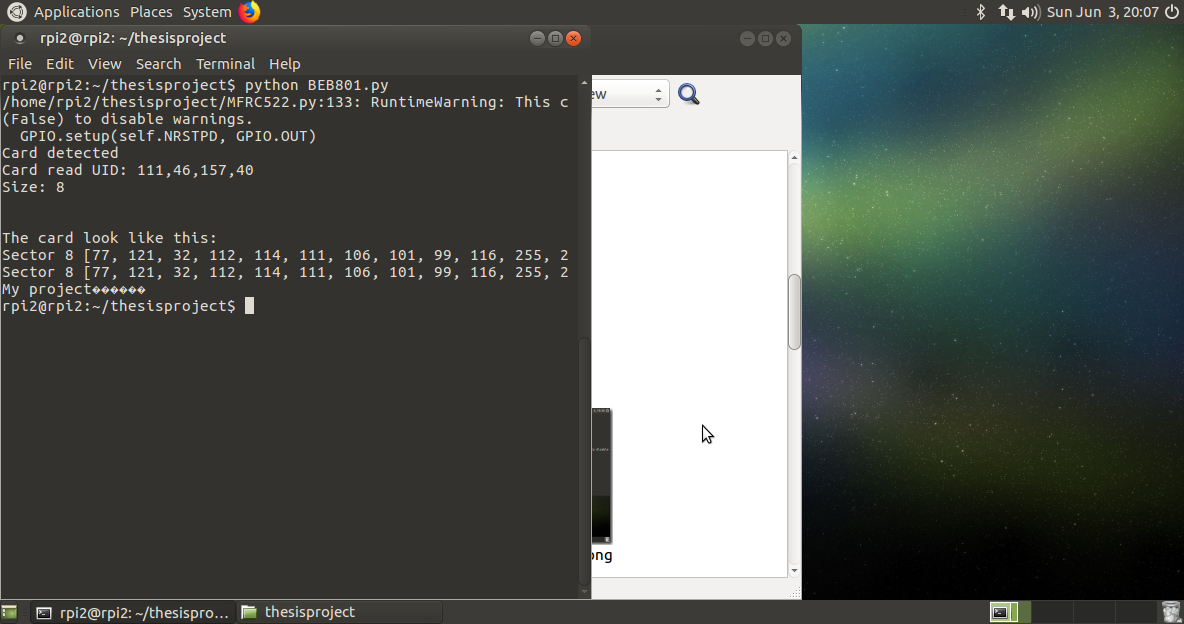 Applications Places System
Sun Jun 3, 20:07
rpi2@rpi2: ~/thesisproject
File Edit View Search Terminal Help
rpi2@rpi2:~/thesisproject$ python BEB801.py
/home/rpi2/thesisproject/MFRC522.py:133: RuntimeWarning: This c
(False) to disable warnings.
GPIO.setup(self.NRSTPD, GPIO.OUT)
Card detected
Card read UID: 111,46,157,40
Size: 8
The card look like this:
Sector 8 [77, 121, 32, 112, 114, 111, 106, 101, 99, 116, 255, 2
Sector 8 [77, 121, 32, 112, 114, 111, 106, 101, 99, 116, 255, 2
My project������
rpi2@rpi2:~/thesisproject$
ew
ong
rpi2@rpi2: ~/thesispro...
thesisproject